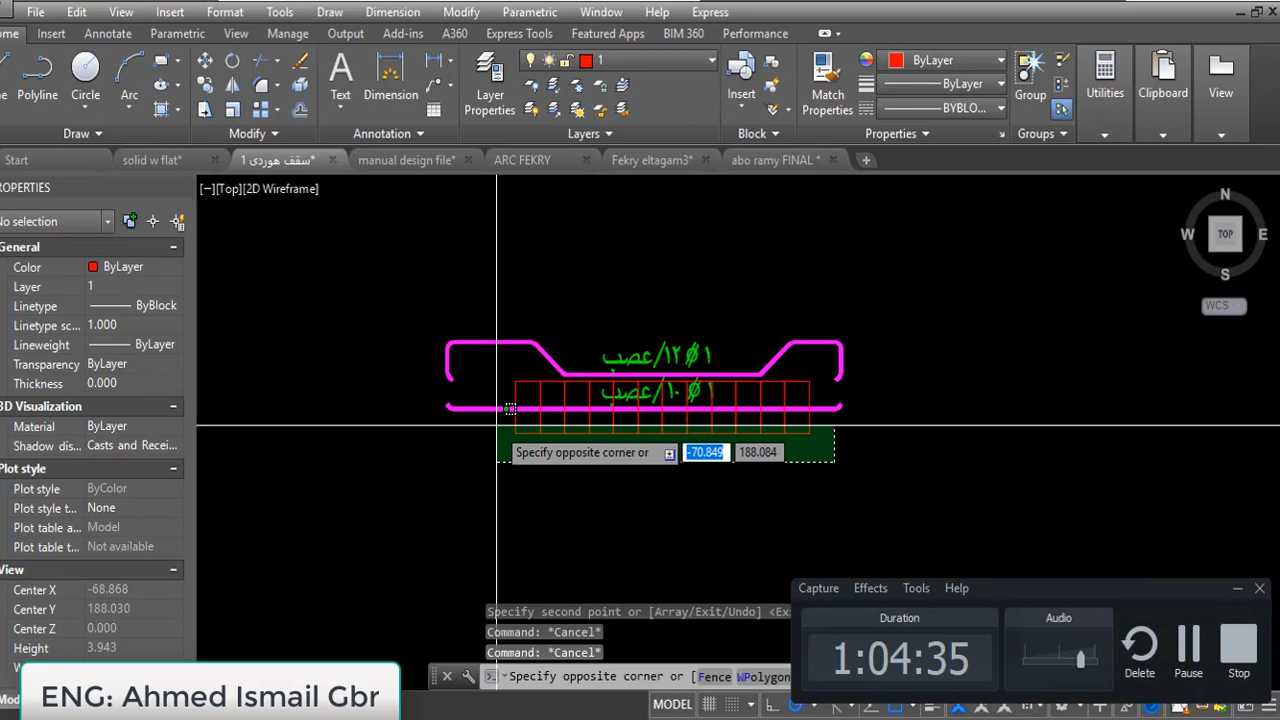 File Edit View Insert Format Tools Draw Dimension Modify Parametric Window Help Express
Insert Annotate Parametric View Manage Output Add-ins A360 Express Tools Featured Apps BIM 360 Performance
Polyline Circle Arc Text Dimension Layer Properties 1 Insert Match Properties ByLayer ByLayer BYBLO... Group Utilities Clipboard View
Draw Modify Annotation Layers Block Properties Groups
Start solid w flat* سقف هوردى 1* manual design file* ARC FEKRY Fekry eltagam3* abo ramy FINAL *
PROPERTIES
[−][Top][2D Wireframe]
No selection
General
Color ByLayer
Layer 1
Linetype ByBlock
Linetype sc... 1.000
Lineweight ByLayer
Transparency ByLayer
Thickness 0.000
3D Visualization
Material ByLayer
Shadow dis... Casts and Recei...
Plot style
Plot style ByColor
Plot style t... None
Plot table a... Model
Plot table t... Not available
View
Center X -68.868
Center Y 188.030
Center Z 0.000
Height 3.943
N
W TOP E
S
WCS
١ Ø ١٢/عصب
١ Ø ١٠/عصب
Specify opposite corner or -70.849 188.084
Specify second point or [Array/Exit/Undo] <Ex
Command: *Cancel*
Command: *Cancel*
Specify opposite corner or [Fence WPolygon
MODEL
Capture Effects Tools Help
Duration Audio
1:04:35
Delete Pause Stop
ENG: Ahmed Ismail Gbr